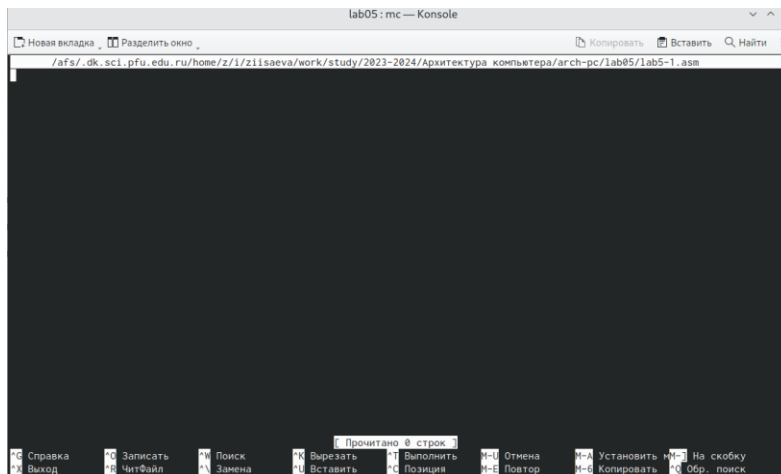 lab05 : mc — Konsole
Новая вкладка Разделить окно Копировать Вставить Найти
/afs/.dk.sci.pfu.edu.ru/home/z/i/ziisaeva/work/study/2023-2024/Архитектура компьютера/arch-pc/lab05/lab5-1.asm
[ Прочитано 0 строк ]
^G Справка ^O Записать ^W Поиск ^K Вырезать ^T Выполнить M-U Отмена M-A Установить мM-] На скобку
^X Выход ^R ЧитФайл ^\ Замена ^U Вставить ^C Позиция M-E Повтор M-6 Копировать ^Q Обр. поиск